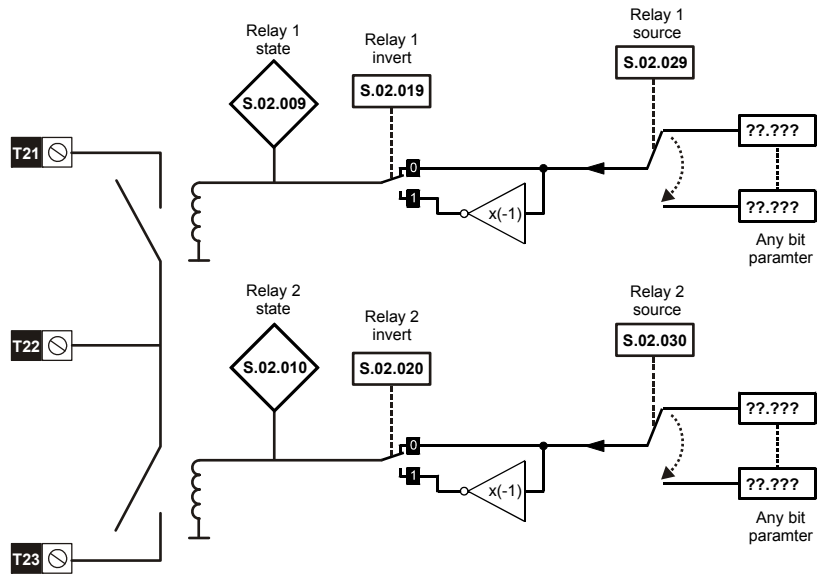 Relay 1
state
Relay 1
invert
Relay 1
source
S.02.009
S.02.019
S.02.029
T21
0
1
x(-1)
??.???
??.???
Any bit
paramter
Relay 2
state
Relay 2
invert
Relay 2
source
T22
S.02.010
S.02.020
S.02.030
0
1
x(-1)
??.???
??.???
Any bit
paramter
T23